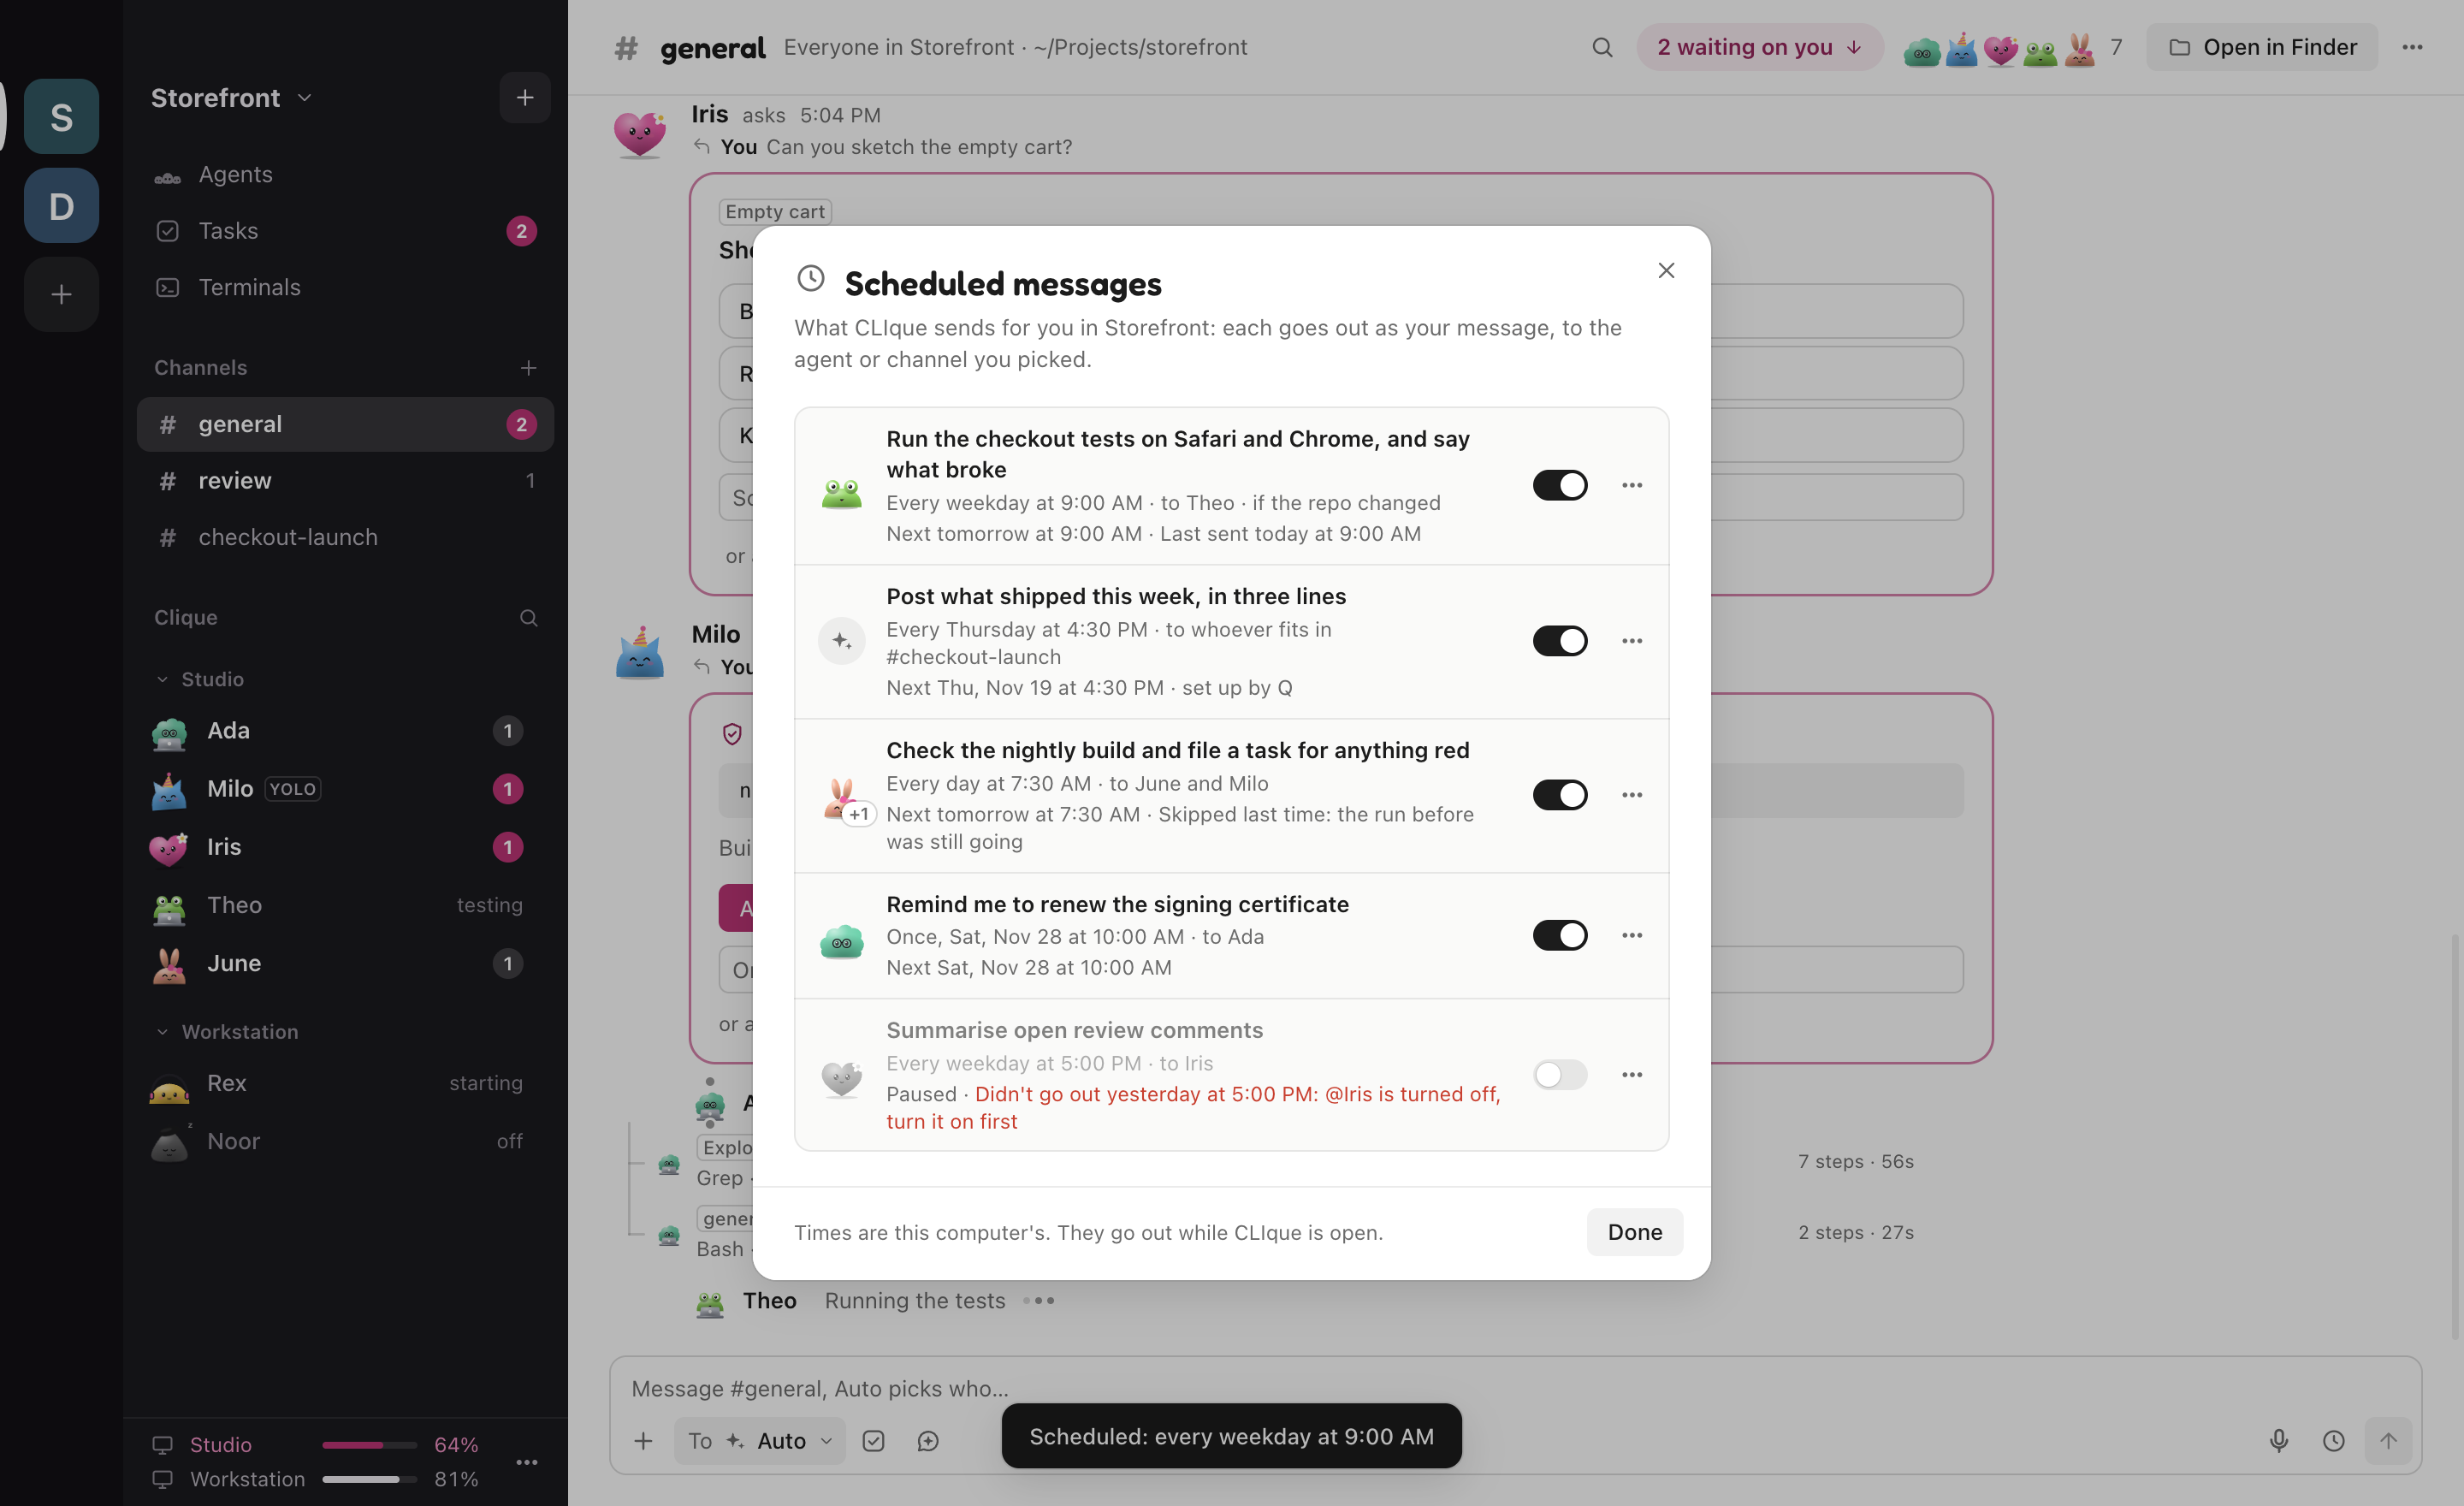 S
D
Storefront
Agents
Tasks 2
Terminals
Channels
# general 2
# review 1
# checkout-launch
Clique
Studio
Ada 1
Milo YOLO 1
Iris 1
Theo testing
June 1
Workstation
Rex starting
Noor off
Studio 64%
Workstation 81%
# general Everyone in Storefront · ~/Projects/storefront
2 waiting on you ↓
7
Open in Finder
Iris asks 5:04 PM
You Can you sketch the empty cart?
Empty cart
Milo
Scheduled messages
What CLIque sends for you in Storefront: each goes out as your message, to the
agent or channel you picked.
Run the checkout tests on Safari and Chrome, and say
what broke
Every weekday at 9:00 AM · to Theo · if the repo changed
Next tomorrow at 9:00 AM · Last sent today at 9:00 AM
Post what shipped this week, in three lines
Every Thursday at 4:30 PM · to whoever fits in
#checkout-launch
Next Thu, Nov 19 at 4:30 PM · set up by Q
Check the nightly build and file a task for anything red
Every day at 7:30 AM · to June and Milo
+1
Next tomorrow at 7:30 AM · Skipped last time: the run before
was still going
Remind me to renew the signing certificate
Once, Sat, Nov 28 at 10:00 AM · to Ada
Next Sat, Nov 28 at 10:00 AM
Summarise open review comments
Every weekday at 5:00 PM · to Iris
Paused · Didn't go out yesterday at 5:00 PM: @Iris is turned off,
turn it on first
Times are this computer's. They go out while CLIque is open.
Done
7 steps · 56s
Grep
2 steps · 27s
Bash
Theo Running the tests
Message #general, Auto picks who...
To Auto
Scheduled: every weekday at 9:00 AM